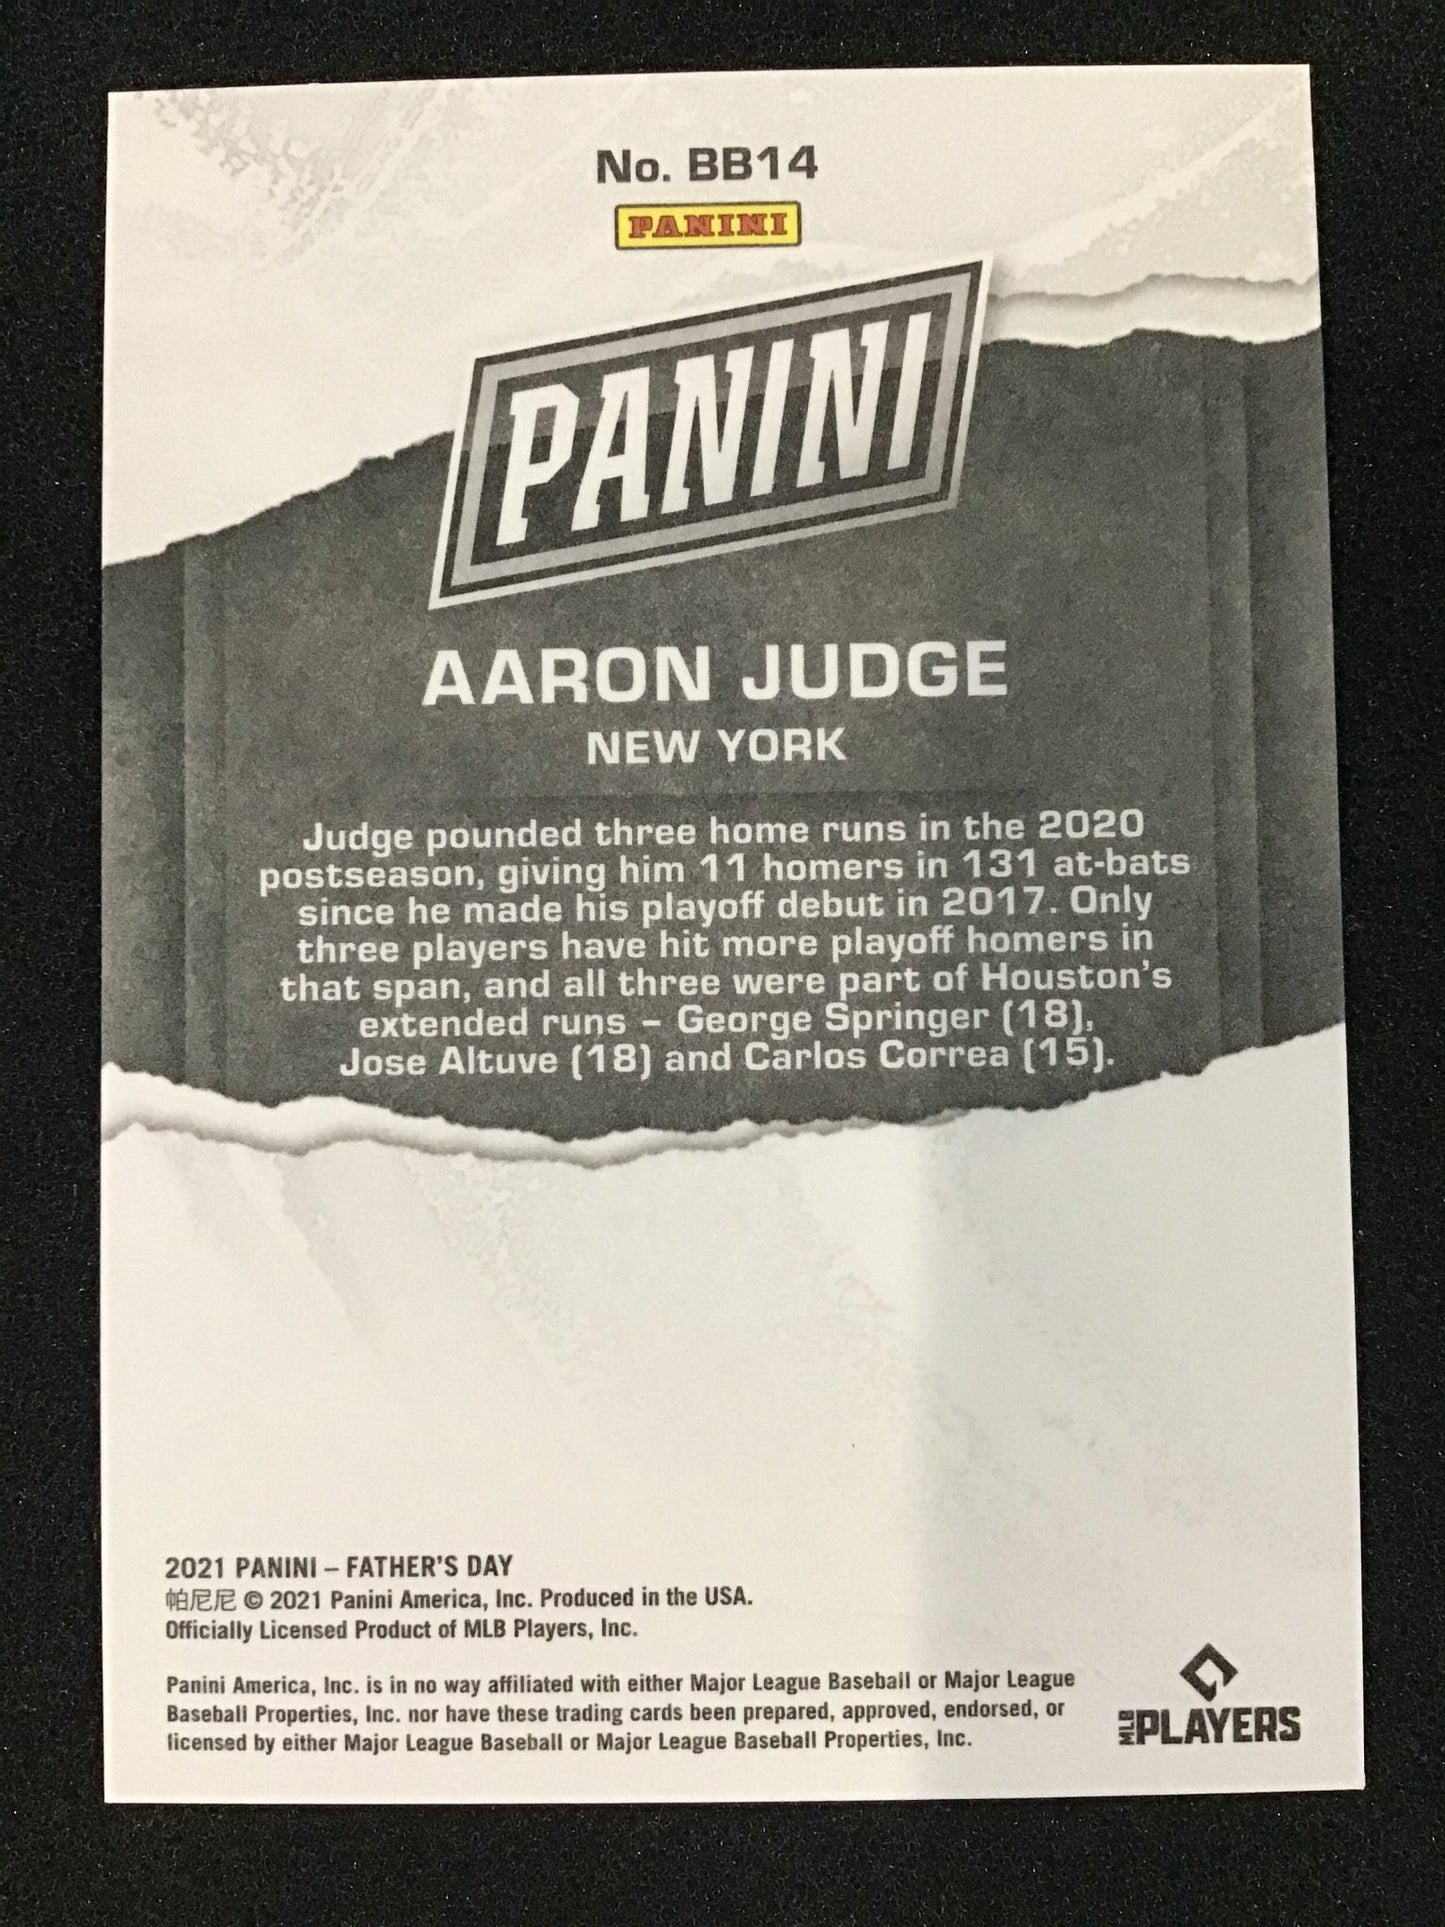 No. BB14
PANINI
PANINI
AARON JUDGE
NEW YORK
Judge pounded three home runs in the 2020
postseason, giving him 11 homers in 131 at-bats
since he made his playoff debut in 2017. Only
three players have hit more playoff homers in
that span, and all three were part of Houston's
extended runs – George Springer (18),
Jose Altuve (18) and Carlos Correa (15).
2021 PANINI – FATHER'S DAY
帕尼尼 © 2021 Panini America, Inc. Produced in the USA.
Officially Licensed Product of MLB Players, Inc.
Panini America, Inc. is in no way affiliated with either Major League Baseball or Major League
Baseball Properties, Inc. nor have these trading cards been prepared, approved, endorsed, or
licensed by either Major League Baseball or Major League Baseball Properties, Inc.
MLB PLAYERS